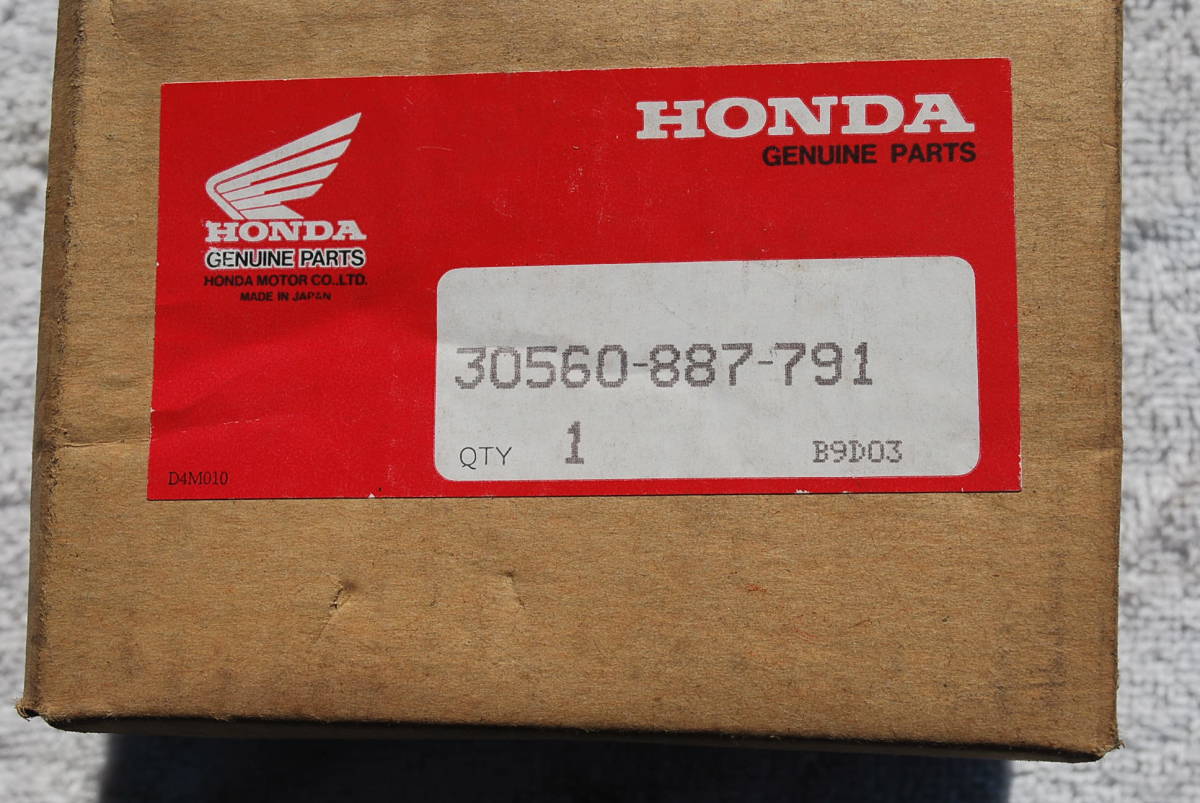 HONDA
GENUINE PARTS
HONDA
GENUINE PARTS
HONDA MOTOR CO.,LTD.
MADE IN JAPAN
30560-887-791
QTY 1 B9D03
D4M010